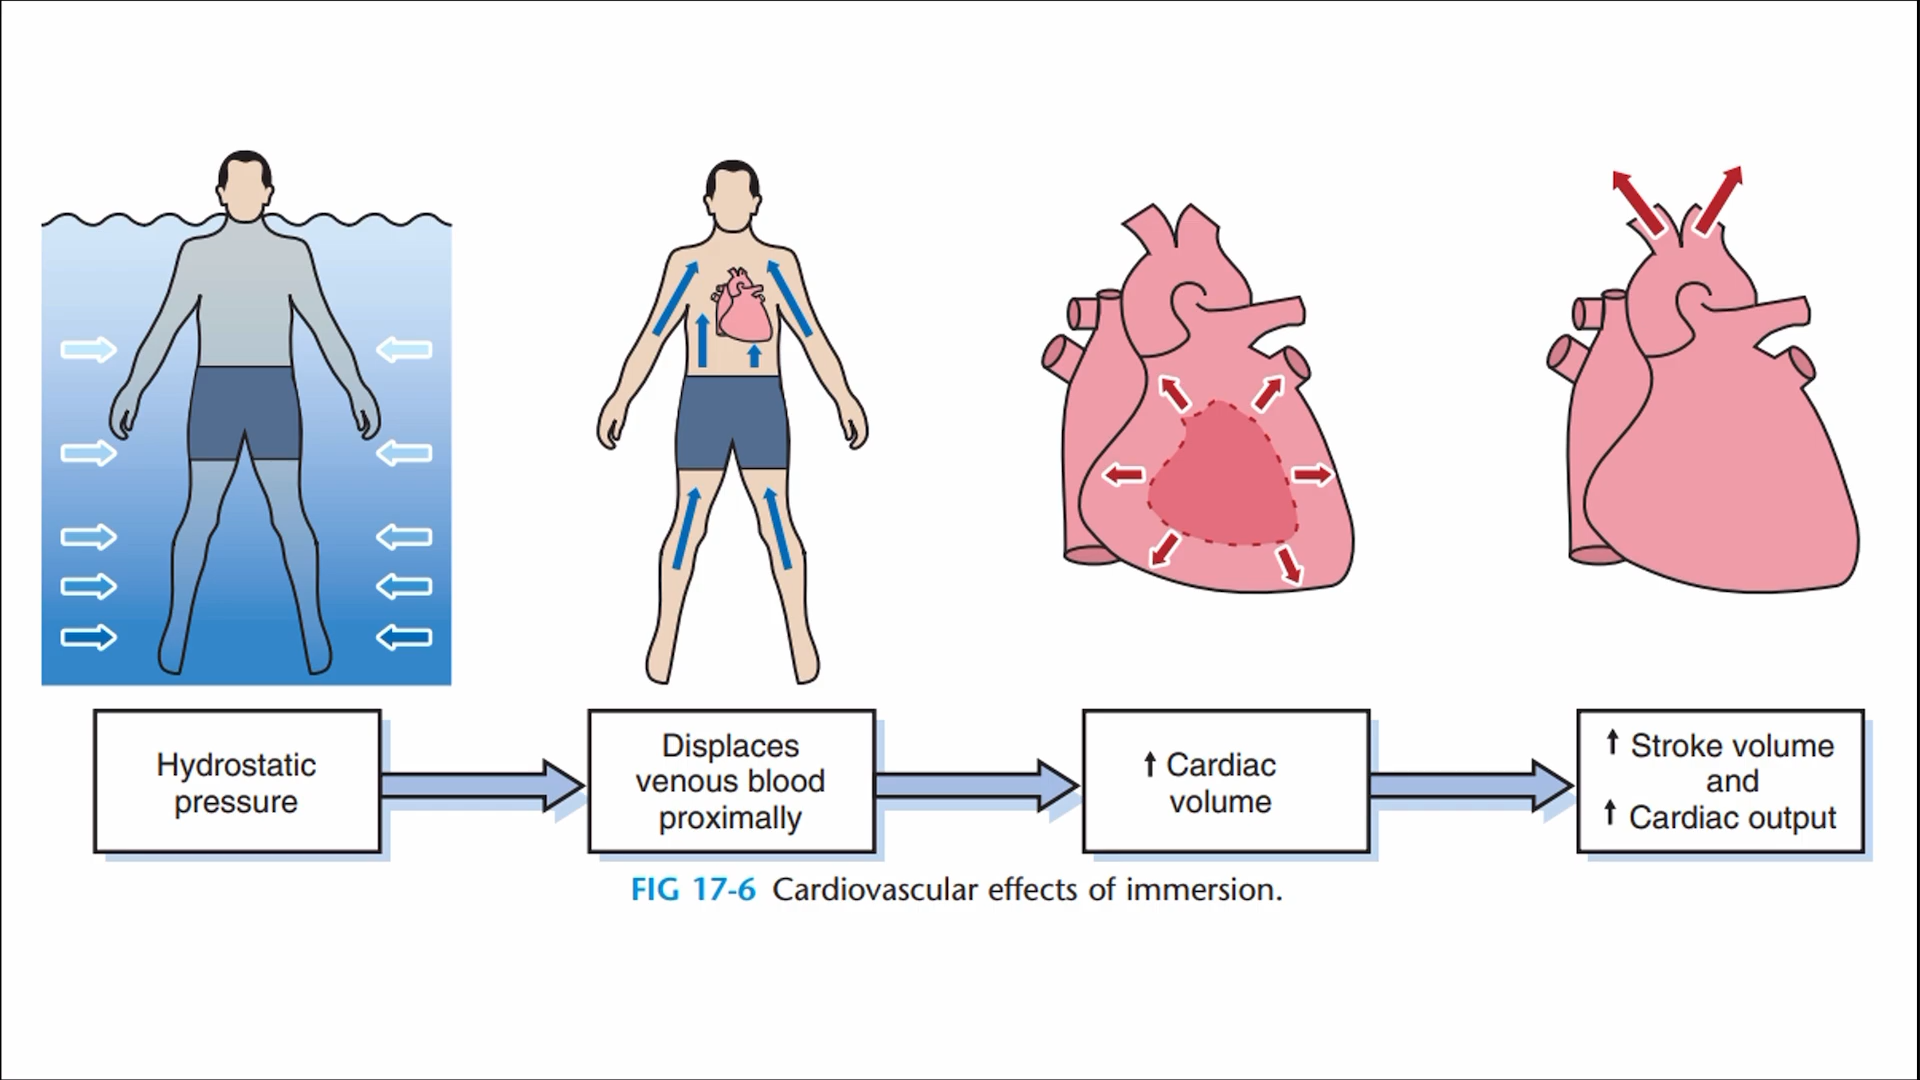 Hydrostatic
pressure
Displaces
venous blood
proximally
↑ Cardiac
volume
↑ Stroke volume
and
↑ Cardiac output
FIG 17-6 Cardiovascular effects of immersion.